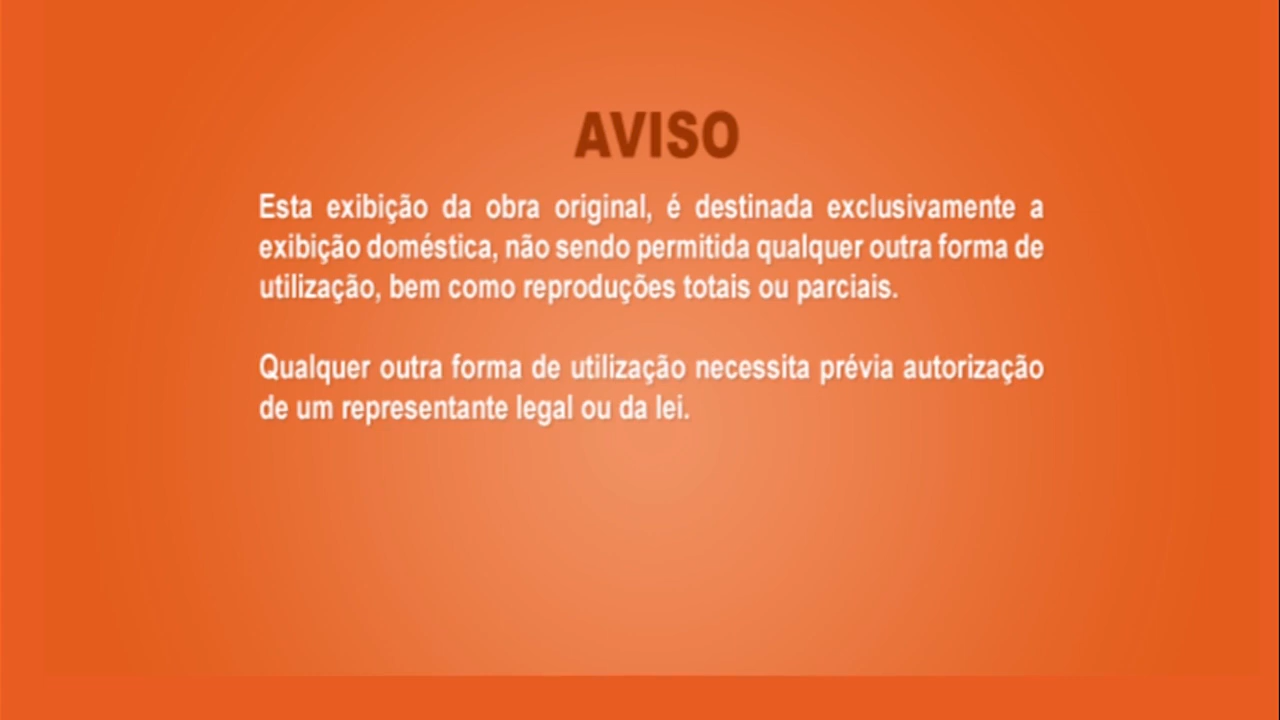 AVISO
Esta exibição da obra original, é destinada exclusivamente a
exibição doméstica, não sendo permitida qualquer outra forma de
utilização, bem como reproduções totais ou parciais.
Qualquer outra forma de utilização necessita prévia autorização
de um representante legal ou da lei.